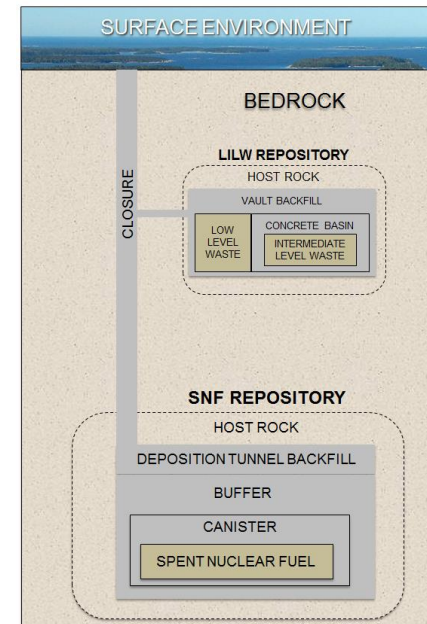 SURFACE ENVIRONMENT
BEDROCK
LILW REPOSITORY
HOST ROCK
VAULT BACKFILL
CLOSURE
LOW
LEVEL
WASTE
CONCRETE BASIN
INTERMEDIATE
LEVEL WASTE
SNF REPOSITORY
HOST ROCK
DEPOSITION TUNNEL BACKFILL
BUFFER
CANISTER
SPENT NUCLEAR FUEL